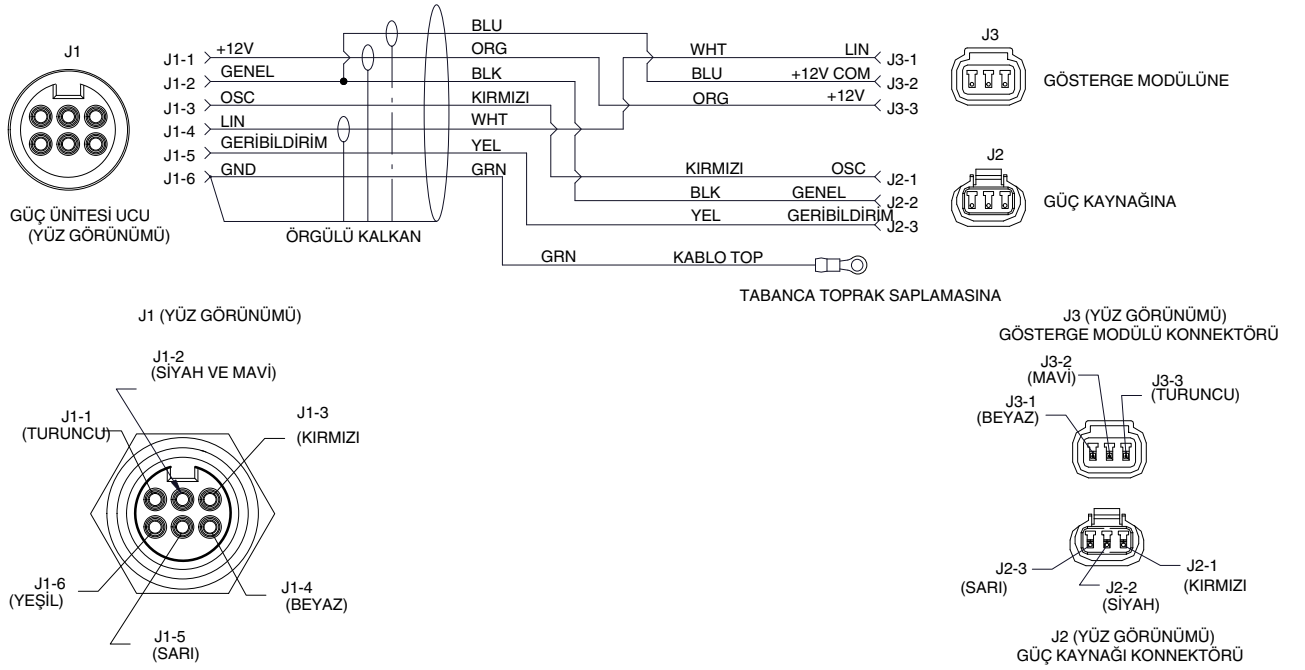 J1
GÜÇ ÜNİTESİ UCU
(YÜZ GÖRÜNÜMÜ)
J1-1 +12V
J1-2 GENEL
J1-3 OSC
J1-4 LIN
J1-5 GERİBİLDİRİM
J1-6 GND
BLU
ORG
BLK
KIRMIZI
WHT
YEL
GRN
ÖRGÜLÜ KALKAN
WHT LIN J3-1
BLU +12V COM J3-2
ORG +12V J3-3
KIRMIZI OSC J2-1
BLK GENEL J2-2
YEL GERİBİLDİRİM J2-3
GRN KABLO TOP
TABANCA TOPRAK SAPLAMASINA
J3
GÖSTERGE MODÜLÜNE
J2
GÜÇ KAYNAĞINA
J1 (YÜZ GÖRÜNÜMÜ)
J1-2
(SİYAH VE MAVİ)
J1-1
(TURUNCU)
J1-3
(KIRMIZI
J1-6
(YEŞİL)
J1-4
(BEYAZ)
J1-5
(SARI)
J3 (YÜZ GÖRÜNÜMÜ)
GÖSTERGE MODÜLÜ KONNEKTÖRÜ
J3-2
(MAVİ)
J3-3
(TURUNCU)
J3-1
(BEYAZ)
J2-3
(SARI)
J2-2
(SİYAH)
J2-1
(KIRMIZI
J2 (YÜZ GÖRÜNÜMÜ)
GÜÇ KAYNAĞI KONNEKTÖRÜ